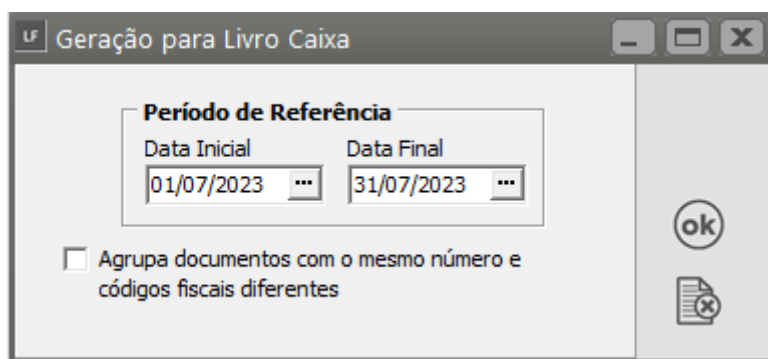 LF Geração para Livro Caixa
Período de Referência
Data Inicial Data Final
01/07/2023 ... 31/07/2023 ...
Agrupa documentos com o mesmo número e
códigos fiscais diferentes
ok